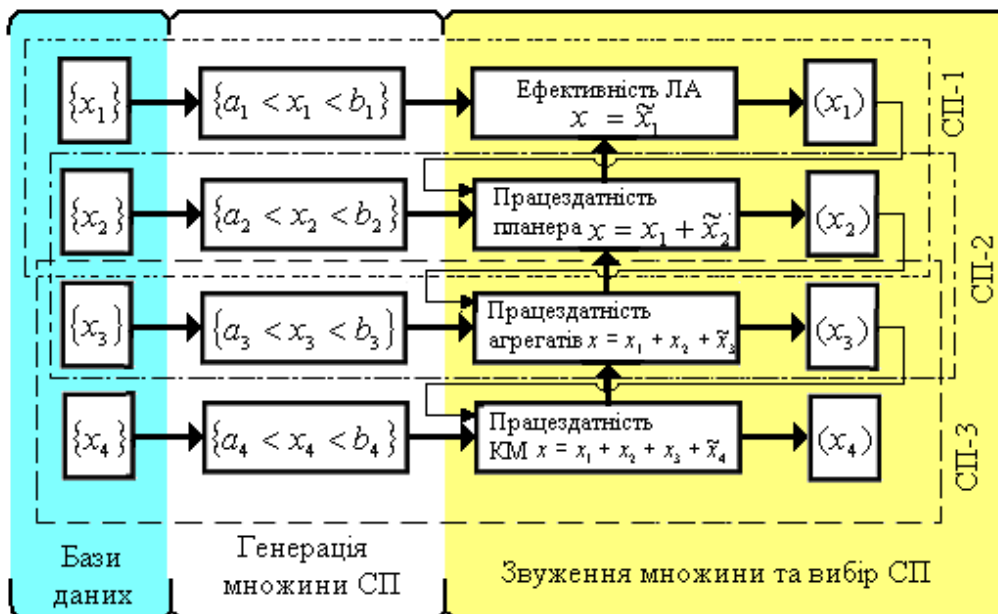 {x₁}
{a₁ < x₁ < b₁}
Ефективність ЛА
x = x̃₁
(x₁)
СП-1
{x₂}
{a₂ < x₂ < b₂}
Працездатність
планера x = x₁ + x̃₂
(x₂)
СП-2
{x₃}
{a₃ < x₃ < b₃}
Працездатність
агрегатів x = x₁ + x₂ + x̃₃
(x₃)
{x₄}
{a₄ < x₄ < b₄}
Працездатність
КМ x = x₁ + x₂ + x₃ + x̃₄
(x₄)
СП-3
Бази
даних
Генерація
множини СП
Звуження множини та вибір СП